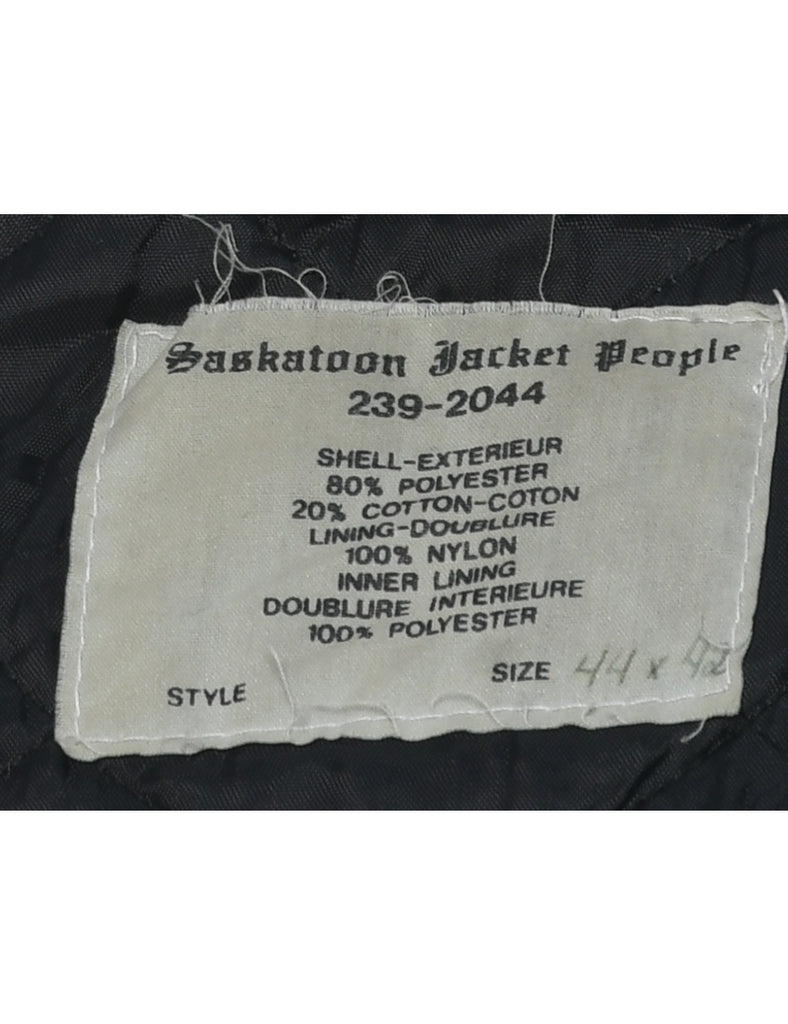 Saskatoon Jacket People
239-2044
SHELL-EXTERIEUR
80% POLYESTER
20% COTTON-COTON
LINING-DOUBLURE
100% NYLON
INNER LINING
DOUBLURE INTERIEURE
100% POLYESTER
STYLE SIZE 44 x